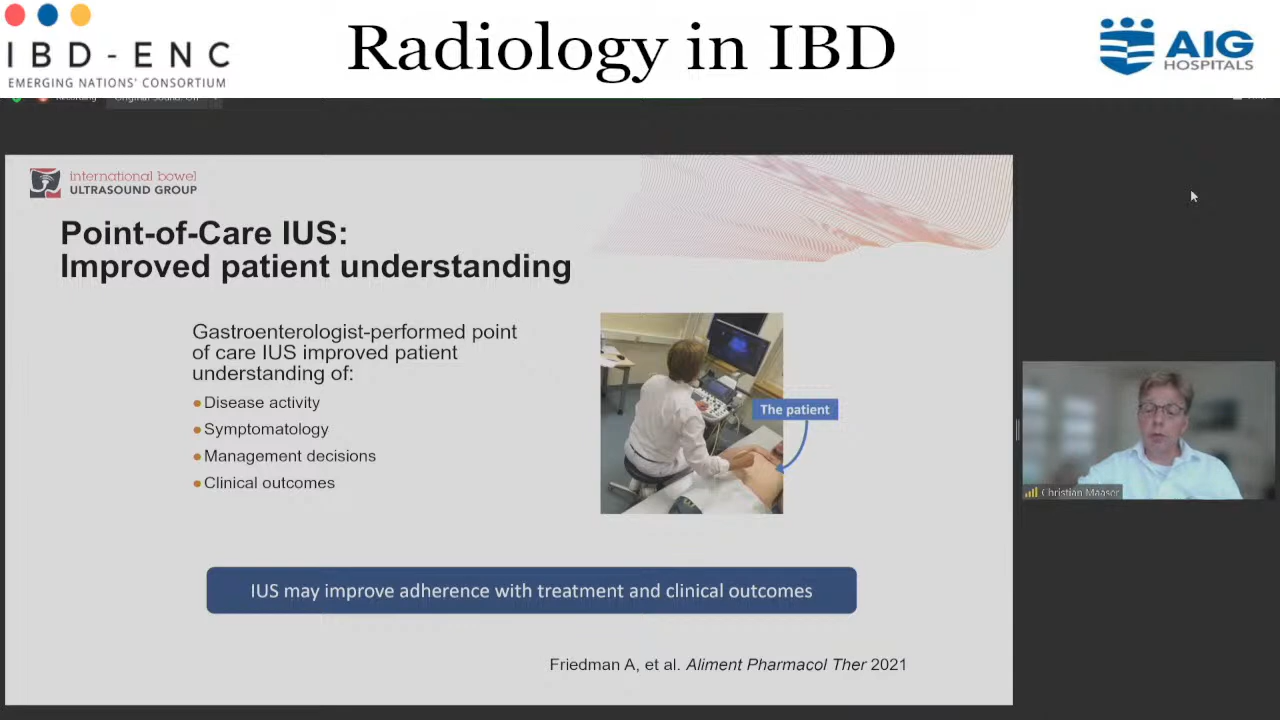 IBD-ENC
EMERGING NATIONS' CONSORTIUM
Radiology in IBD
AIG
HOSPITALS
international bowel
ULTRASOUND GROUP
Point-of-Care IUS:
Improved patient understanding
Gastroenterologist-performed point
of care IUS improved patient
understanding of:
Disease activity
Symptomatology
Management decisions
Clinical outcomes
The patient
IUS may improve adherence with treatment and clinical outcomes
Friedman A, et al. Aliment Pharmacol Ther 2021
Christian Maaser